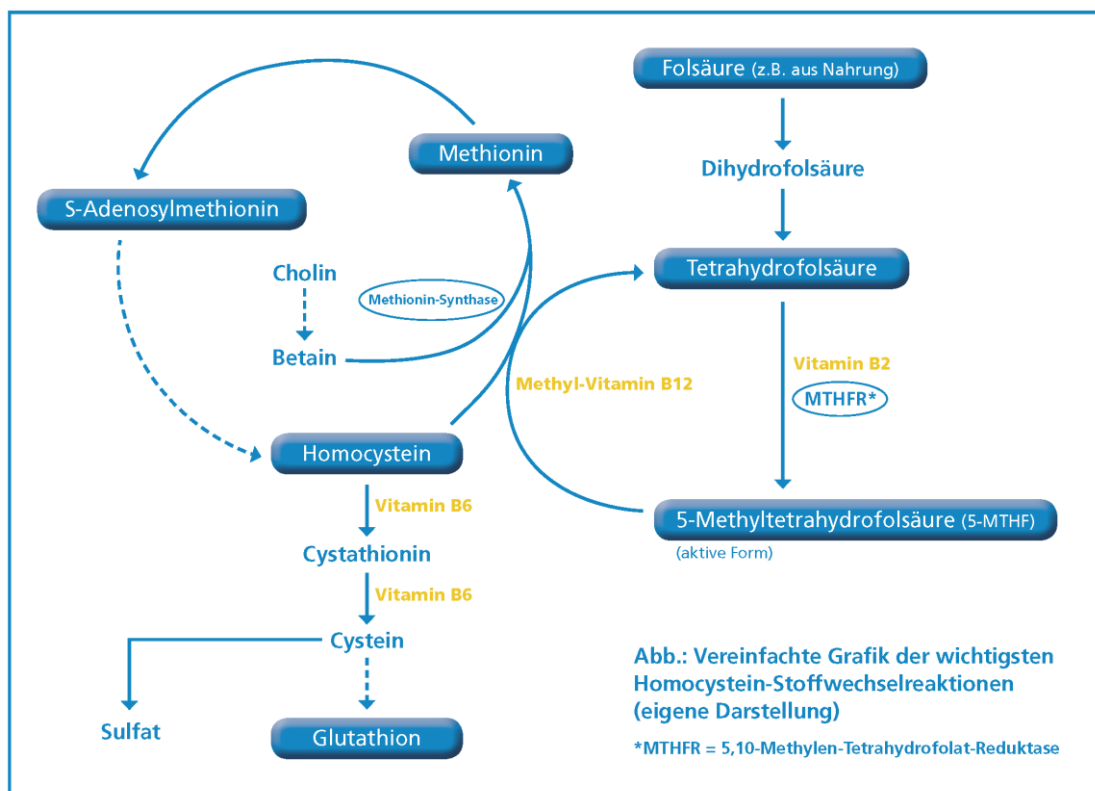 Folsäure (z.B. aus Nahrung)
Methionin
Dihydrofolsäure
S-Adenosylmethionin
Cholin
Tetrahydrofolsäure
Methionin-Synthase
Betain
Vitamin B2
Methyl-Vitamin B12
MTHFR*
Homocystein
Vitamin B6
5-Methyltetrahydrofolsäure (5-MTHF)
(aktive Form)
Cystathionin
Vitamin B6
Cystein
Sulfat
Glutathion
Abb.: Vereinfachte Grafik der wichtigsten
Homocystein-Stoffwechselreaktionen
(eigene Darstellung)
*MTHFR = 5,10-Methylen-Tetrahydrofolat-Reduktase